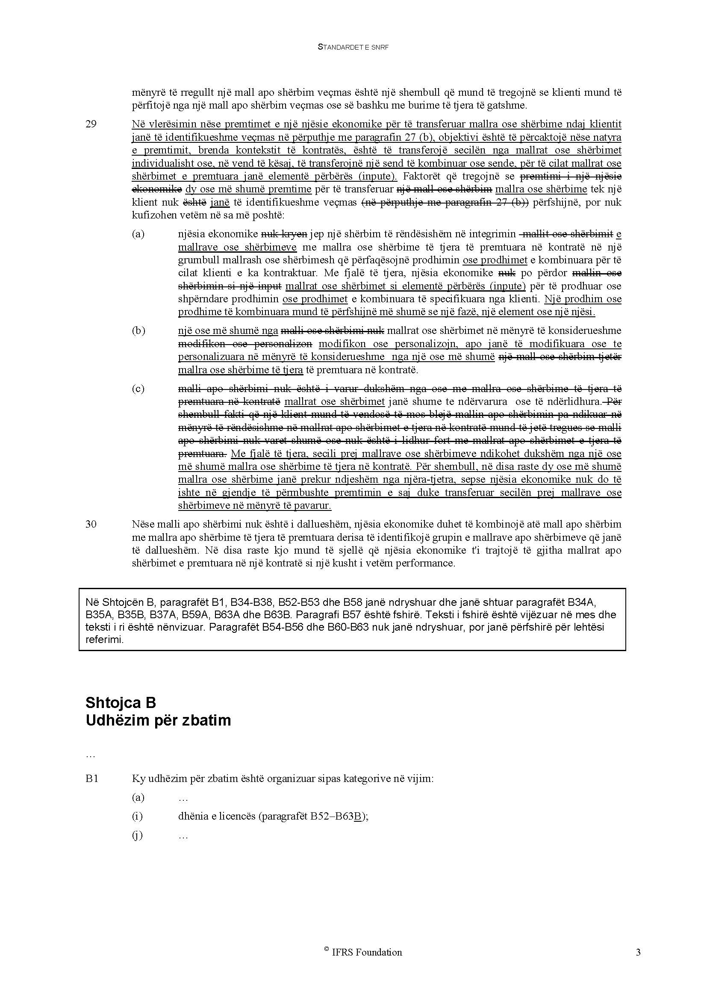 STANDARDET E SNRF
mënyrë të rregullt një mall apo shërbim veçmas është një shembull që mund të tregojnë se klienti mund të
përfitojë nga një mall apo shërbim veçmas ose së bashku me burime të tjera të gatshme.
29 Në vlerësimin nëse premtimet e një njësie ekonomike për të transferuar mallra ose shërbime ndaj klientit
janë të identifikueshme veçmas në përputhje me paragrafin 27 (b), objektivi është të përcaktojë nëse natyra
e premtimit, brenda kontekstit të kontratës, është të transferojë secilën nga mallrat ose shërbimet
individualisht ose, në vend të kësaj, të transferojnë një send të kombinuar ose sende, për të cilat mallrat ose
shërbimet e premtuara janë elementë përbërës (inpute). Faktorët që tregojnë se premtimi i një njësie
ekonomike dy ose më shumë premtime për të transferuar një mall ose shërbim mallra ose shërbime tek një
klient nuk është janë të identifikueshme veçmas (në përputhje me paragrafin 27 (b)) përfshijnë, por nuk
kufizohen vetëm në sa më poshtë:
(a) njësia ekonomike nuk kryen jep një shërbim të rëndësishëm në integrimin mallit ose shërbimit e
mallrave ose shërbimeve me mallra ose shërbime të tjera të premtuara në kontratë në një
grumbull mallrash ose shërbimesh që përfaqësojnë prodhimin ose prodhimet e kombinuara për të
cilat klienti e ka kontraktuar. Me fjalë të tjera, njësia ekonomike nuk po përdor mallin ose
shërbimin si një input mallrat ose shërbimet si elementë përbërës (inpute) për të prodhuar ose
shpërndare prodhimin ose prodhimet e kombinuara të specifikuara nga klienti. Një prodhim ose
prodhime të kombinuara mund të përfshijnë më shumë se një fazë, një element ose një njësi.
(b) një ose më shumë nga malli ose shërbimi nuk mallrat ose shërbimet në mënyrë të konsiderueshme
modifikon ose personalizon modifikon ose personalizojn, apo janë të modifikuara ose te
personalizuara në mënyrë të konsiderueshme nga një ose më shumë një mall ose shërbim tjetër
mallra ose shërbime të tjera të premtuara në kontratë.
(c) malli apo shërbimi nuk është i varur dukshëm nga ose me mallra ose shërbime të tjera të
premtuara në kontratë mallrat ose shërbimet janë shume te ndërvarura ose të ndërlidhura. Për
shembull fakti që një klient mund të vendosë të mos blejë mallin apo shërbimin pa ndikuar në
mënyrë të rëndësishme në mallrat apo shërbimet e tjera në kontratë mund të jetë tregues se malli
apo shërbimi nuk varet shumë ose nuk është i lidhur fort me mallrat apo shërbimet e tjera të
premtuara. Me fjalë të tjera, secili prej mallrave ose shërbimeve ndikohet dukshëm nga një ose
më shumë mallra ose shërbime të tjera në kontratë. Për shembull, në disa raste dy ose më shumë
mallra ose shërbime janë prekur ndjeshëm nga njëra-tjetra, sepse njësia ekonomike nuk do të
ishte në gjendje të përmbushte premtimin e saj duke transferuar secilën prej mallrave ose
shërbimeve në mënyrë të pavarur.
30 Nëse malli apo shërbimi nuk është i dallueshëm, njësia ekonomike duhet të kombinojë atë mall apo shërbim
me mallra apo shërbime të tjera të premtuara derisa të identifikojë grupin e mallrave apo shërbimeve që janë
të dallueshëm. Në disa raste kjo mund të sjellë që njësia ekonomike t'i trajtojë të gjitha mallrat apo
shërbimet e premtuara në një kontratë si një kusht i vetëm performance.
Në Shtojcën B, paragrafët B1, B34-B38, B52-B53 dhe B58 janë ndryshuar dhe janë shtuar paragrafët B34A,
B35A, B35B, B37A, B59A, B63A dhe B63B. Paragrafi B57 është fshirë. Teksti i fshirë është vijëzuar në mes dhe
teksti i ri është nënvizuar. Paragrafët B54-B56 dhe B60-B63 nuk janë ndryshuar, por janë përfshirë për lehtësi
referimi.
Shtojca B
Udhëzim për zbatim
…
B1 Ky udhëzim për zbatim është organizuar sipas kategorive në vijim:
(a) …
(i) dhënia e licencës (paragrafët B52–B63B);
(j) …
© IFRS Foundation 3